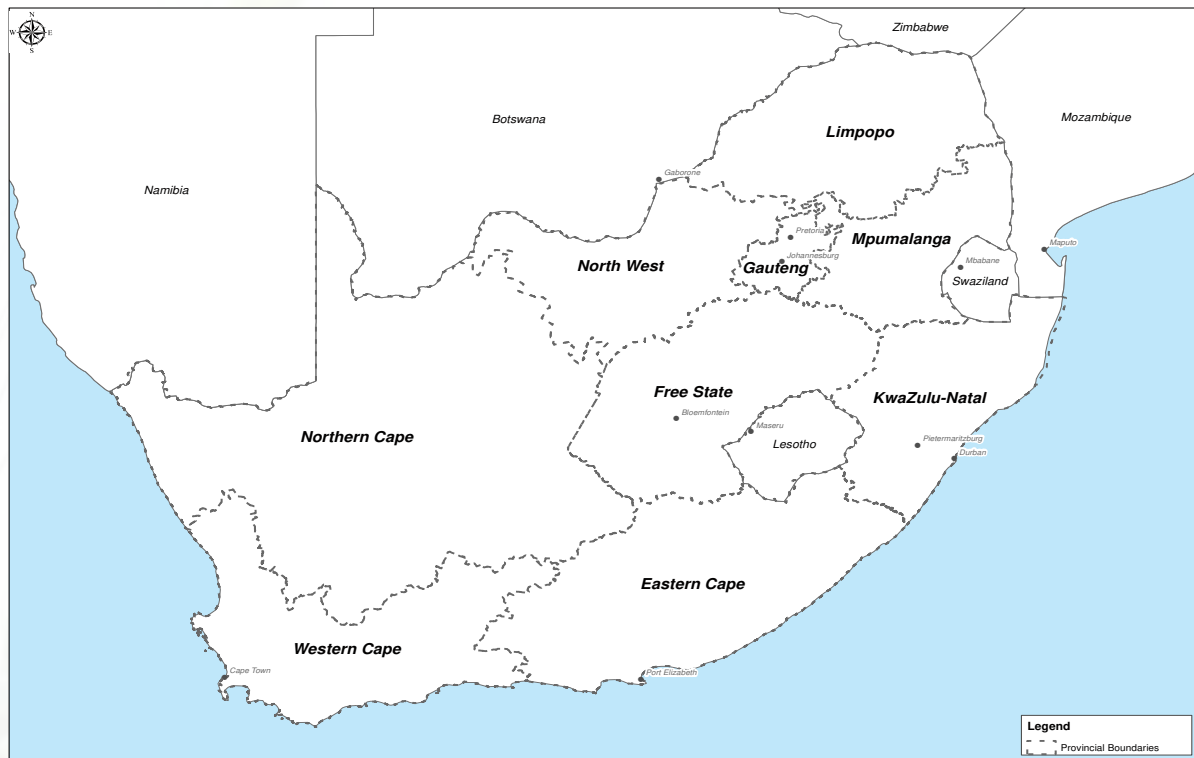 N
W E
S
Zimbabwe
Mozambique
Botswana
Limpopo
Namibia
Gaborone
Pretoria
Mpumalanga
Maputo
North West
Johannesburg
Gauteng
Mbabane
Swaziland
Free State
KwaZulu-Natal
Bloemfontein
Maseru
Northern Cape
Lesotho
Pietermaritzburg
Durban
Eastern Cape
Western Cape
Cape Town
Port Elizabeth
Legend
Provincial Boundaries